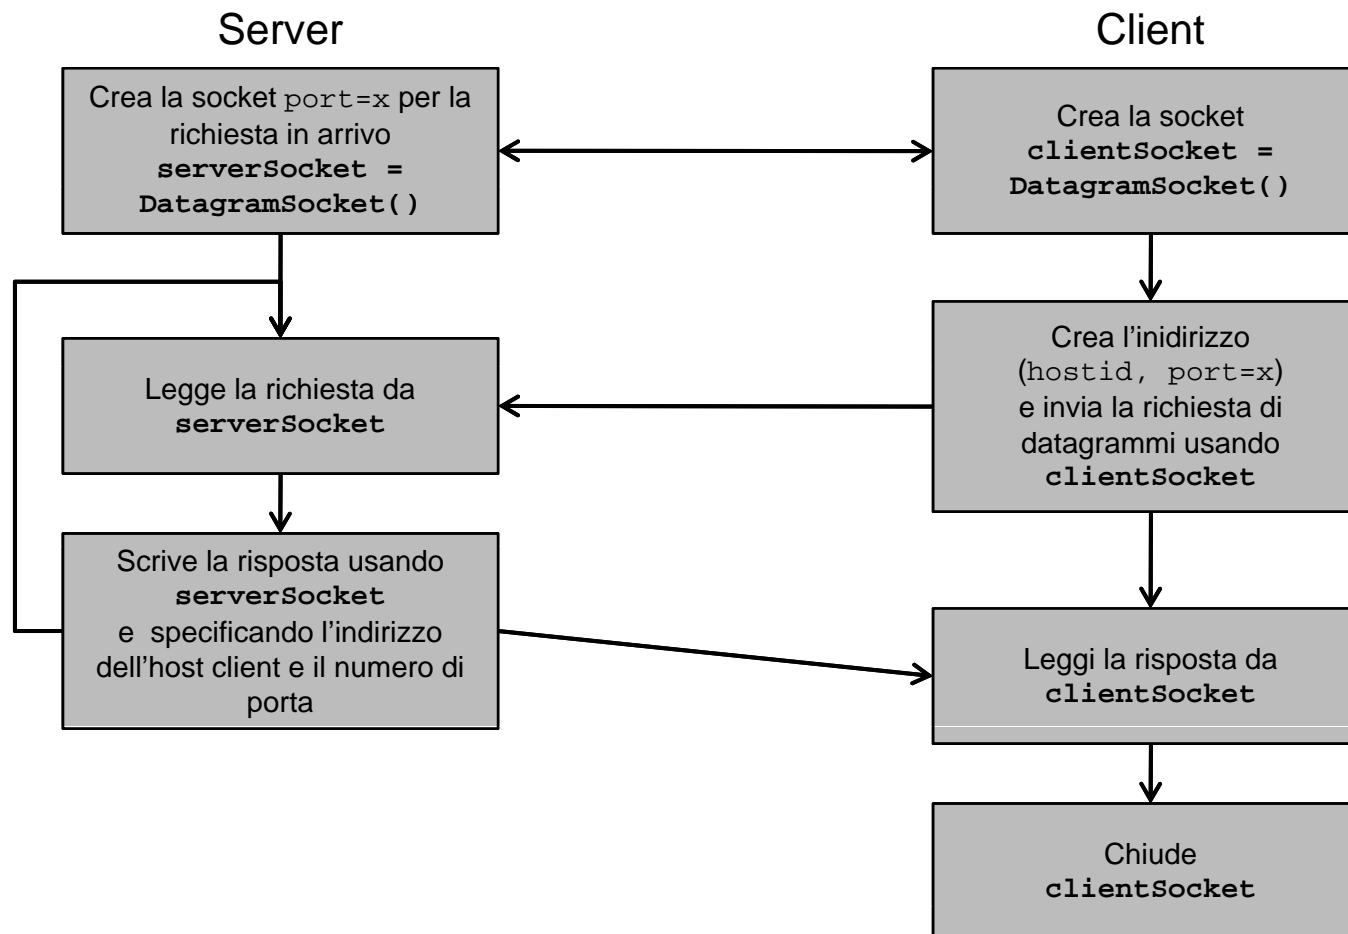 Server
Crea la socket port=x per la
richiesta in arrivo
serverSocket =
DatagramSocket()
Legge la richiesta da
serverSocket
Scrive la risposta usando
serverSocket
e specificando l'indirizzo
dell'host client e il numero di
porta
Client
Crea la socket
clientSocket =
DatagramSocket()
Crea l'inidirizzo
(hostid, port=x)
e invia la richiesta di
datagrammi usando
clientSocket
Leggi la risposta da
clientSocket
Chiude
clientSocket